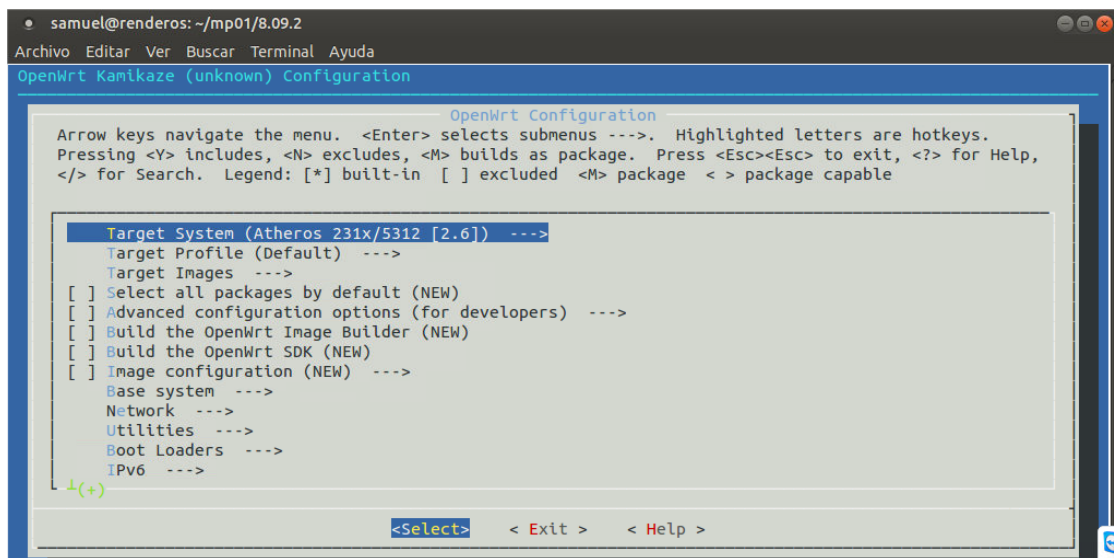 samuel@renderos: ~/mp01/8.09.2
Archivo Editar Ver Buscar Terminal Ayuda
OpenWrt Kamikaze (unknown) Configuration
OpenWrt Configuration
Arrow keys navigate the menu.  <Enter> selects submenus --->.  Highlighted letters are hotkeys.
Pressing <Y> includes, <N> excludes, <M> builds as package.  Press <Esc><Esc> to exit, <?> for Help,
</> for Search.  Legend: [*] built-in  [ ] excluded  <M> package  < > package capable
Target System (Atheros 231x/5312 [2.6])  --->
Target Profile (Default)  --->
Target Images  --->
[ ] Select all packages by default (NEW)
[ ] Advanced configuration options (for developers)  --->
[ ] Build the OpenWrt Image Builder (NEW)
[ ] Build the OpenWrt SDK (NEW)
[ ] Image configuration (NEW)  --->
Base system  --->
Network  --->
Utilities  --->
Boot Loaders  --->
IPv6  --->
┴(+)
<Select>    < Exit >    < Help >